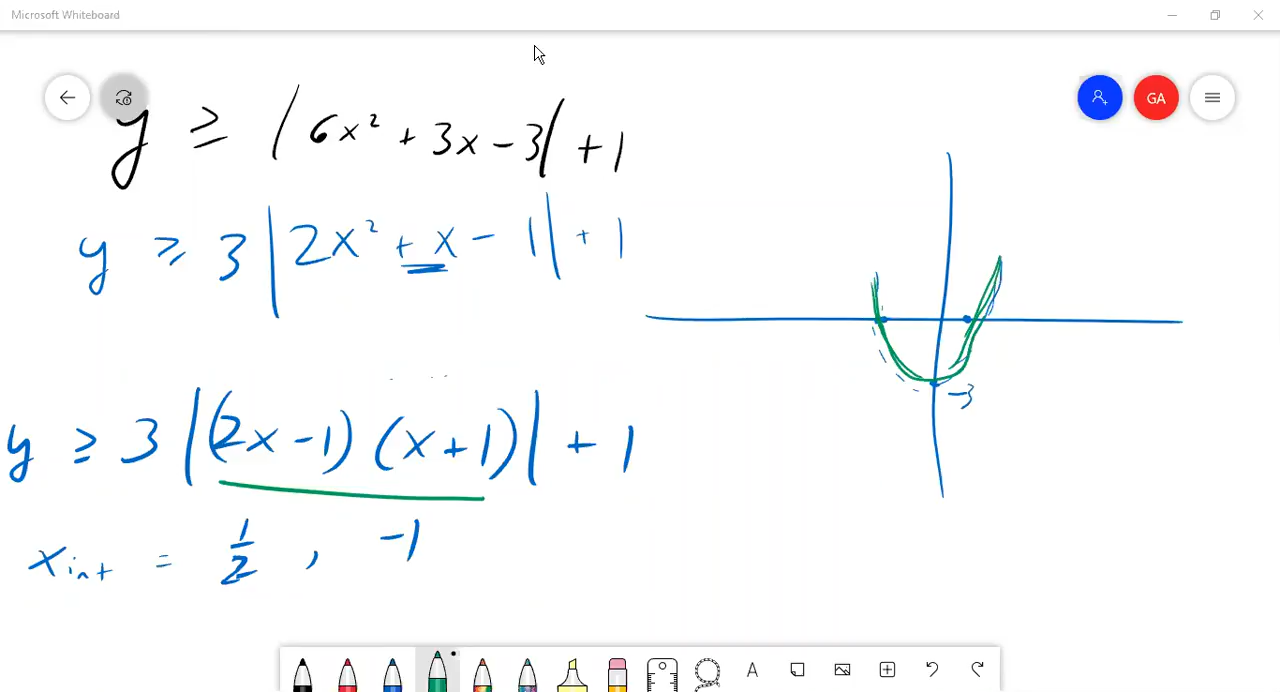 Microsoft Whiteboard
GA
y ≥ |6x² + 3x - 3| + 1
y ≥ 3|2x² + x - 1| + 1
-3
y ≥ 3|(2x - 1)(x + 1)| + 1
x int = 1/2, -1
A